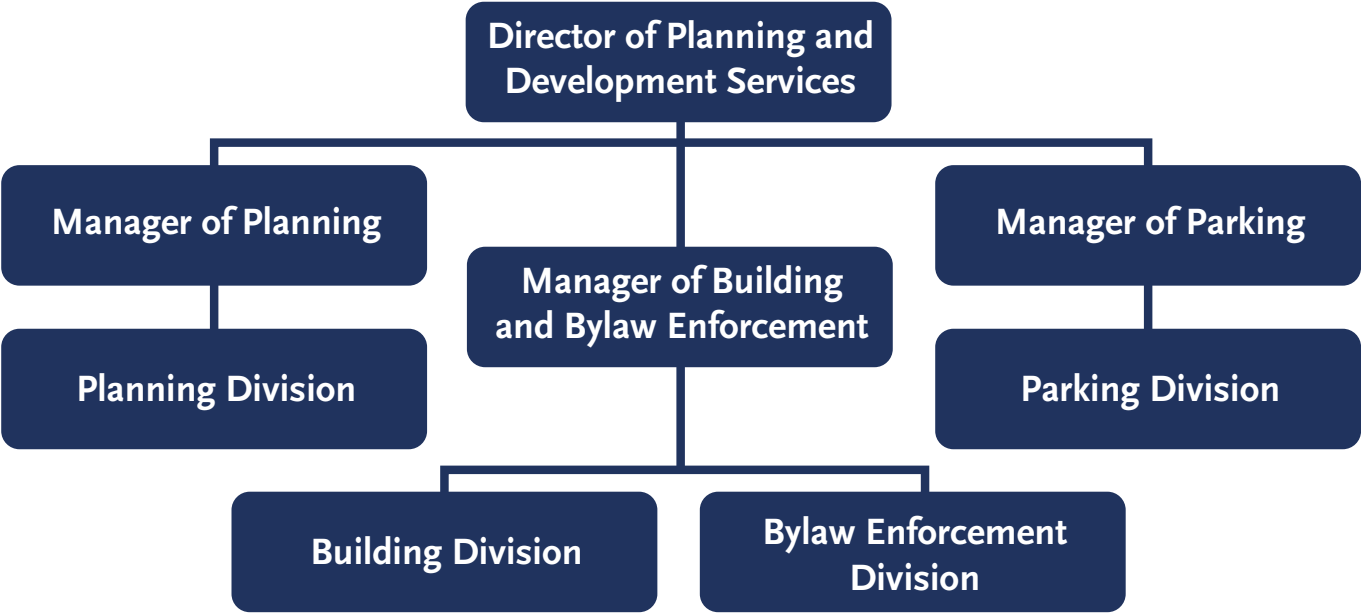 Director of Planning and
Development Services
Manager of Planning
Manager of Parking
Manager of Building
and Bylaw Enforcement
Planning Division
Parking Division
Building Division
Bylaw Enforcement
Division